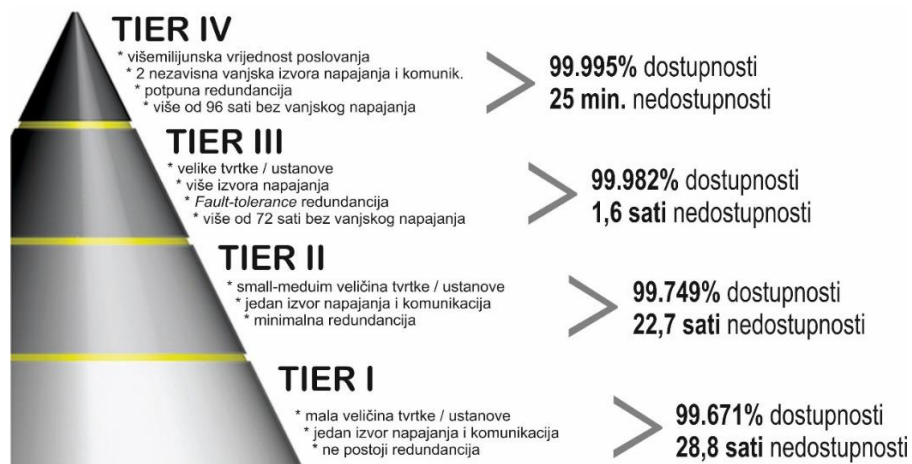 TIER IV
* višemilijunska vrijednost poslovanja
* 2 nezavisna vanjska izvora napajanja i komunik.
* potpuna redundancija
* više od 96 sati bez vanjskog napajanja
99.995% dostupnosti
25 min. nedostupnosti
TIER III
* velike tvrtke / ustanove
* više izvora napajanja
* Fault-tolerance redundancija
* više od 72 sati bez vanjskog napajanja
99.982% dostupnosti
1,6 sati nedostupnosti
TIER II
* small-meduim veličina tvrtke / ustanove
* jedan izvor napajanja i komunikacija
* minimalna redundancija
99.749% dostupnosti
22,7 sati nedostupnosti
TIER I
* mala veličina tvrtke / ustanove
* jedan izvor napajanja i komunikacija
* ne postoji redundancija
99.671% dostupnosti
28,8 sati nedostupnosti